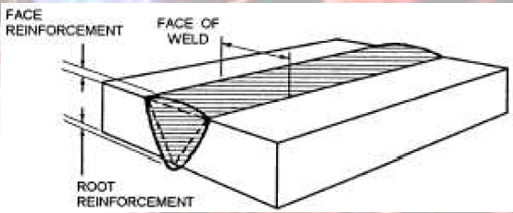 FACE
REINFORCEMENT
FACE OF
WELD
ROOT
REINFORCEMENT